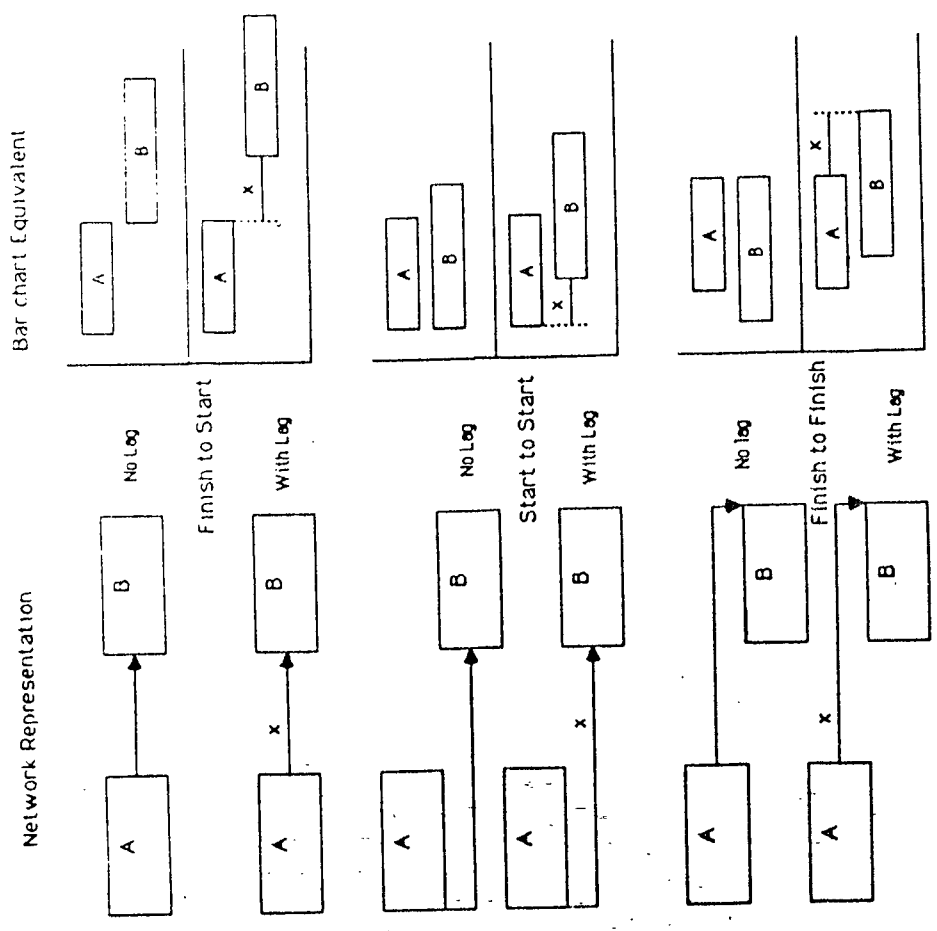 Network Representation
Bar chart Equivalent
A
B
No Lag
A
B
Finish to Start
A
x
B
With Lag
A
x
B
A
B
No Lag
A
B
Start to Start
A
x
B
With Lag
A
x
B
A
B
No lag
A
B
Finish to Finish
A
x
B
With Lag
A
x
B